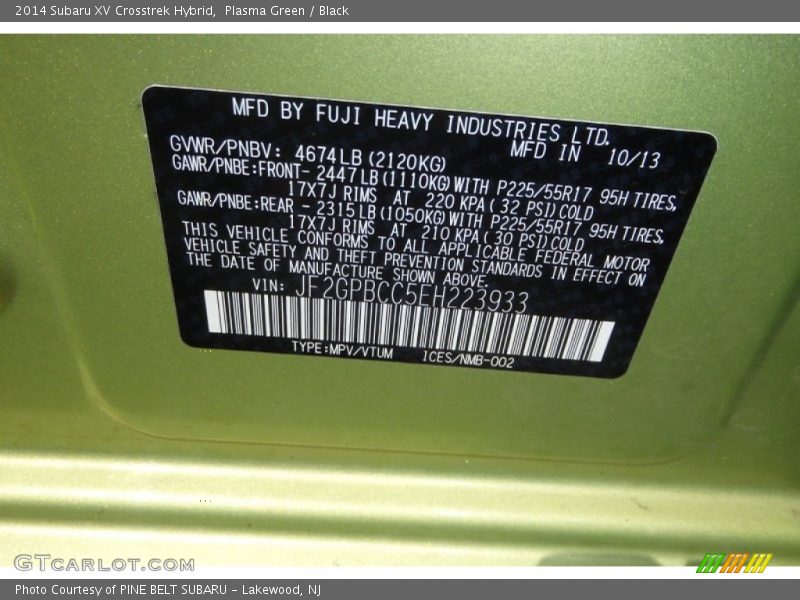 2014 Subaru XV Crosstrek Hybrid,  Plasma Green / Black
MFD BY FUJI HEAVY INDUSTRIES LTD.
MFD IN 10/13
GVWR/PNBV: 4674LB(2120KG)
GAWR/PNBE:FRONT- 2447LB(1110KG)WITH P225/55R17 95H TIRES,
17X7J RIMS AT 220 KPA( 32 PSI)COLD
GAWR/PNBE:REAR - 2315LB(1050KG)WITH P225/55R17 95H TIRES,
17X7J RIMS AT 210 KPA( 30 PSI)COLD
THIS VEHICLE CONFORMS TO ALL APPLICABLE FEDERAL MOTOR
VEHICLE SAFETY AND THEFT PREVENTION STANDARDS IN EFFECT ON
THE DATE OF MANUFACTURE SHOWN ABOVE.
VIN: JF2GPBCC5EH223933
TYPE:MPV/VTUM ICES/NMB-002
GTCARLOT.COM
Photo Courtesy of PINE BELT SUBARU - Lakewood, NJ